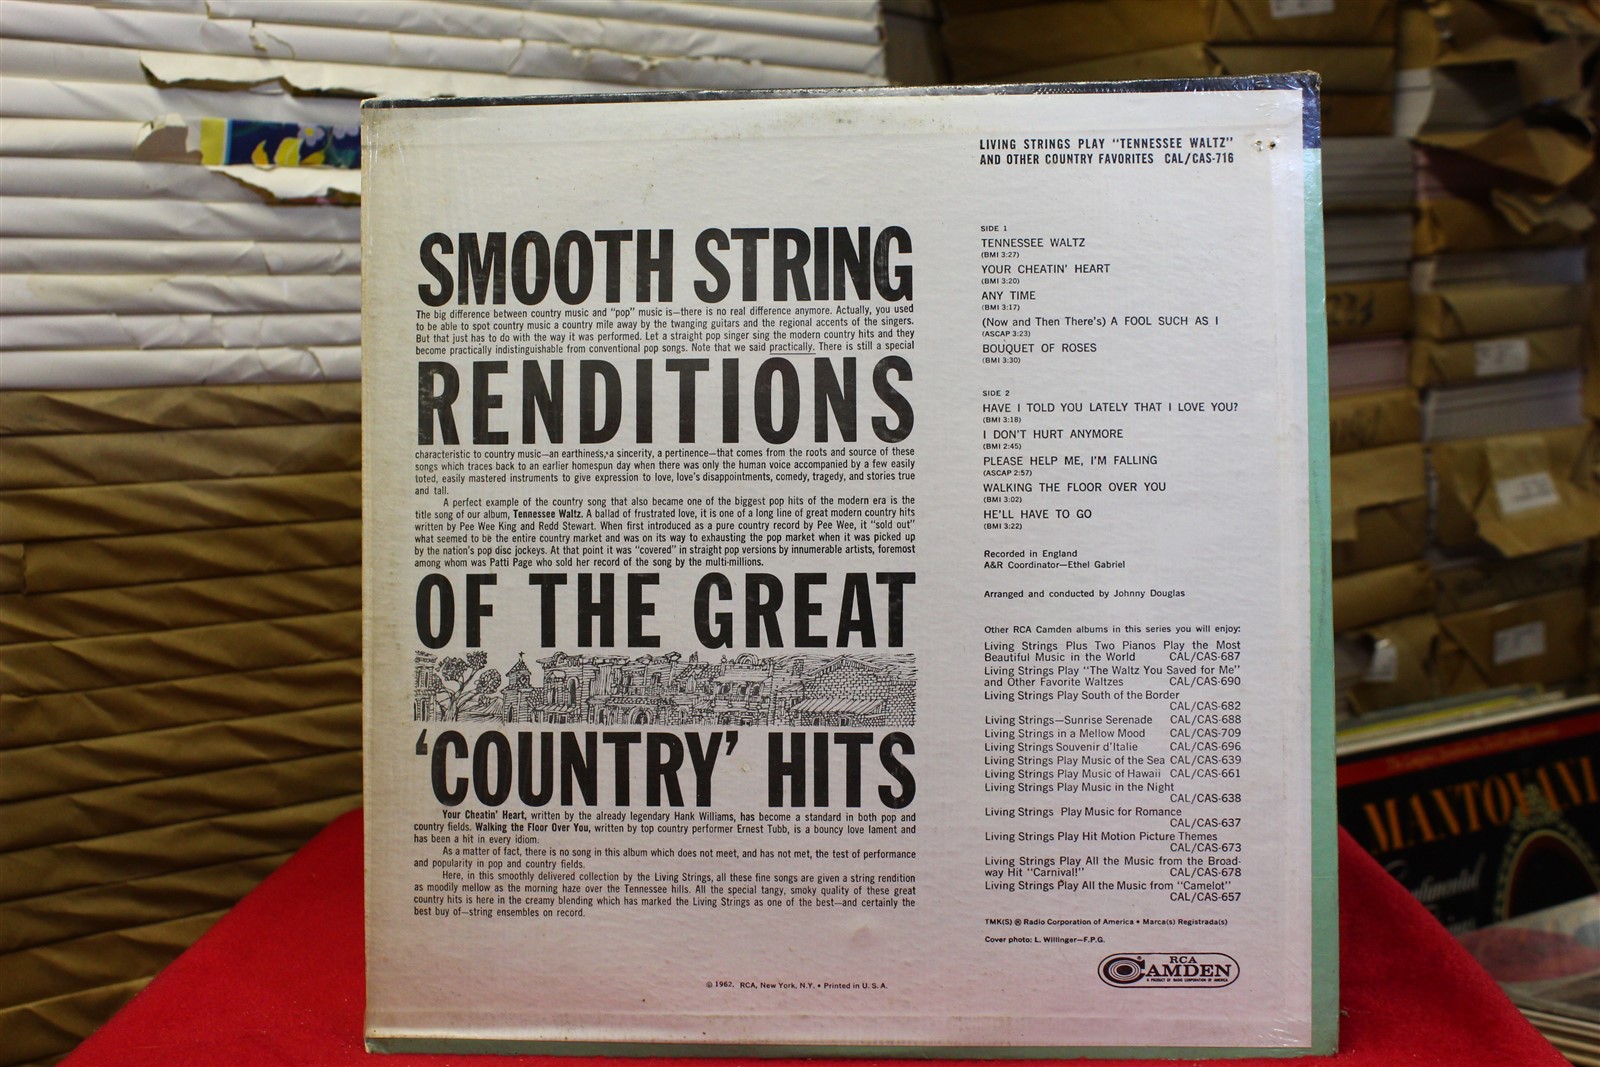 LIVING STRINGS PLAY "TENNESSEE WALTZ"
AND OTHER COUNTRY FAVORITES CAL/CAS-716
SMOOTH STRING
The big difference between country music and "pop" music is—there is no real difference anymore. Actually, you used
to be able to spot country music a country mile away by the twanging guitars and the regional accents of the singers.
But that just has to do with the way it was performed. Let a straight pop singer sing the modern country hits and they
become practically indistinguishable from conventional pop songs. Note that we said practically. There is still a special
RENDITIONS
characteristic to country music—an earthiness, a sincerity, a pertinence—that comes from the roots and source of these
songs which traces back to an earlier homespun day when there was only the human voice accompanied by a few easily
toted, easily mastered instruments to give expression to love, love's disappointments, comedy, tragedy, and stories true
and tall.
A perfect example of the country song that also became one of the biggest pop hits of the modern era is the
title song of our album, Tennessee Waltz. A ballad of frustrated love, it is one of a long line of great modern country hits
written by Pee Wee King and Redd Stewart. When first introduced as a pure country record by Pee Wee, it "sold out"
what seemed to be the entire country market and was on its way to exhausting the pop market when it was picked up
by the nation's pop disc jockeys. At that point it was "covered" in straight pop versions by innumerable artists, foremost
among whom was Patti Page who sold her record of the song by the multi-millions.
OF THE GREAT
'COUNTRY' HITS
Your Cheatin' Heart, written by the already legendary Hank Williams, has become a standard in both pop and
country fields. Walking the Floor Over You, written by top country performer Ernest Tubb, is a bouncy love lament and
has been a hit in every idiom.
As a matter of fact, there is no song in this album which does not meet, and has not met, the test of performance
and popularity in pop and country fields.
Here, in this smoothly delivered collection by the Living Strings, all these fine songs are given a string rendition
as moodily mellow as the morning haze over the Tennessee hills. All the special tangy, smoky quality of these great
country hits is here in the creamy blending which has marked the Living Strings as one of the best—and certainly the
best buy of—string ensembles on record.
SIDE 1
TENNESSEE WALTZ
(BMI 3:27)
YOUR CHEATIN' HEART
(BMI 3:20)
ANY TIME
(BMI 3:17)
(Now and Then There's) A FOOL SUCH AS I
(ASCAP 3:23)
BOUQUET OF ROSES
(BMI 3:30)
SIDE 2
HAVE I TOLD YOU LATELY THAT I LOVE YOU?
(BMI 3:18)
I DON'T HURT ANYMORE
(BMI 2:45)
PLEASE HELP ME, I'M FALLING
(ASCAP 2:57)
WALKING THE FLOOR OVER YOU
(BMI 3:02)
HE'LL HAVE TO GO
(BMI 3:22)
Recorded in England
A&R Coordinator—Ethel Gabriel
Arranged and conducted by Johnny Douglas
Other RCA Camden albums in this series you will enjoy:
Living Strings Plus Two Pianos Play the Most
Beautiful Music in the World CAL/CAS-687
Living Strings Play "The Waltz You Saved for Me"
and Other Favorite Waltzes CAL/CAS-690
Living Strings Play South of the Border
CAL/CAS-682
Living Strings—Sunrise Serenade CAL/CAS-688
Living Strings in a Mellow Mood CAL/CAS-709
Living Strings Souvenir d'Italie CAL/CAS-696
Living Strings Play Music of the Sea CAL/CAS-639
Living Strings Play Music of Hawaii CAL/CAS-661
Living Strings Play Music in the Night
CAL/CAS-638
Living Strings Play Music for Romance
CAL/CAS-637
Living Strings Play Hit Motion Picture Themes
CAL/CAS-673
Living Strings Play All the Music from the Broad-
way Hit "Carnival!" CAL/CAS-678
Living Strings Play All the Music from "Camelot"
CAL/CAS-657
TMK(S) ® Radio Corporation of America • Marca(s) Registrada(s)
Cover photo: L. Willinger—F.P.G.
RCA
CAMDEN
A PRODUCT OF RADIO CORPORATION OF AMERICA
© 1962, RCA, New York, N.Y. • Printed in U.S.A.
MANTOVANI